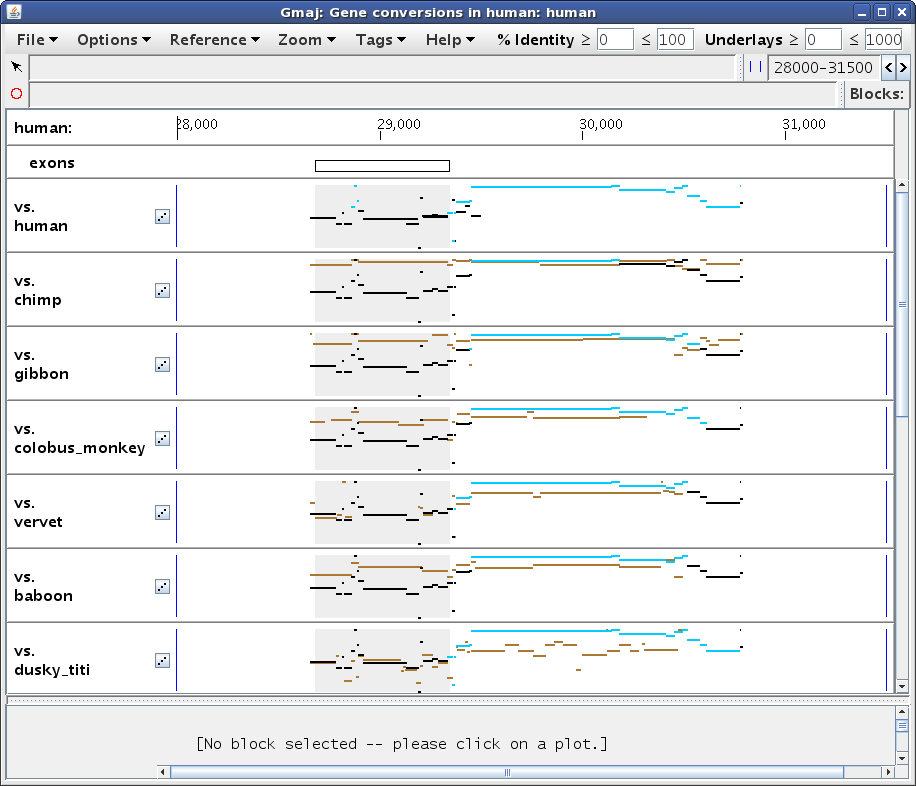 Gmaj: Gene conversions in human: human
File Options Reference Zoom Tags Help % Identity ≥ 0 ≤ 100 Underlays ≥ 0 ≤ 1000
28000-31500
Blocks:
human: 28,000 29,000 30,000 31,000
exons
vs.
human
vs.
chimp
vs.
gibbon
vs.
colobus_monkey
vs.
vervet
vs.
baboon
vs.
dusky_titi
[No block selected -- please click on a plot.]